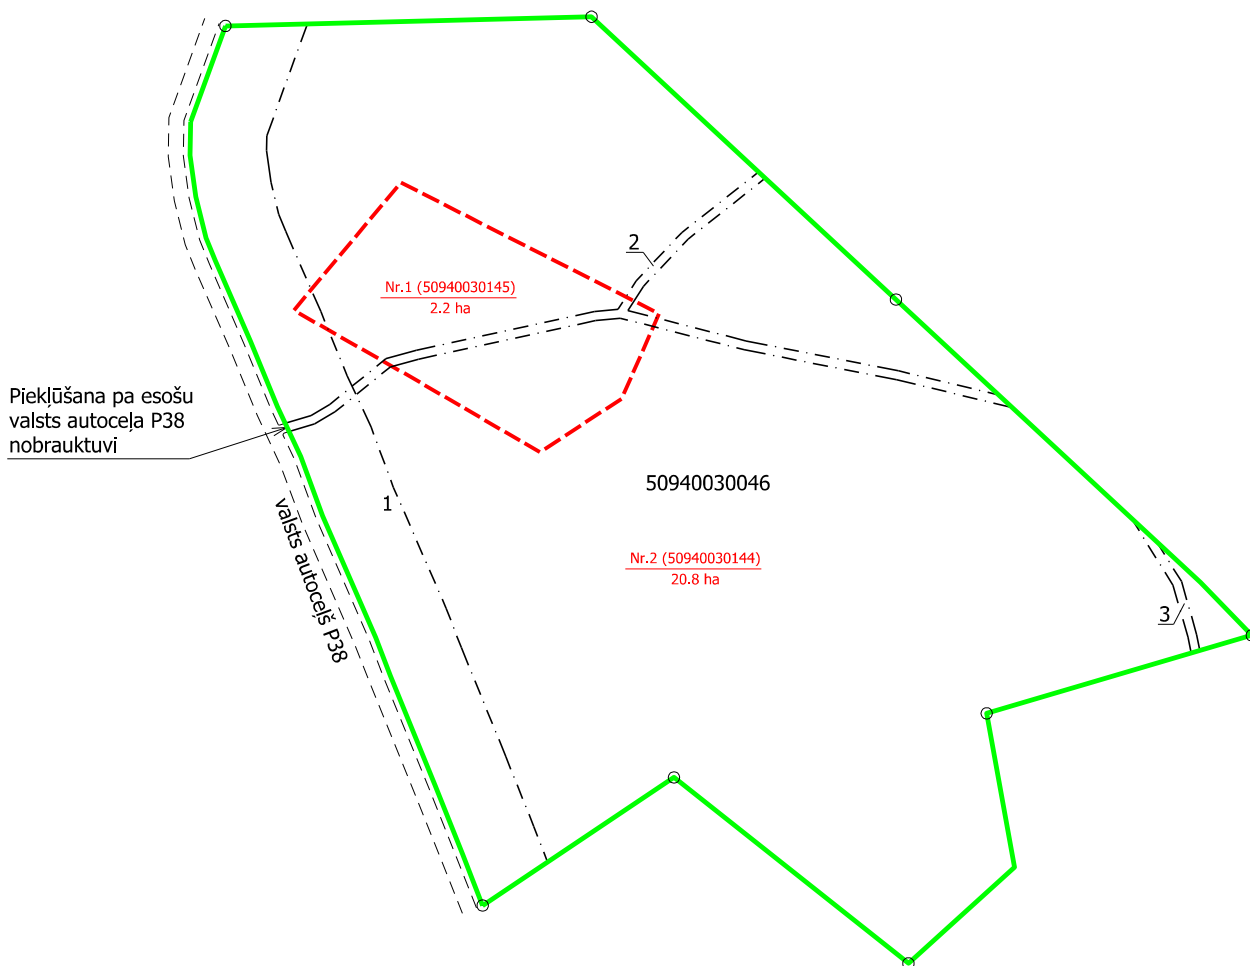 2
Nr.1 (50940030145)
2.2 ha
Piekļūšana pa esošu
valsts autoceļa P38
nobrauktuvi
50940030046
1
valsts autoceļš P38
Nr.2 (50940030144)
20.8 ha
3